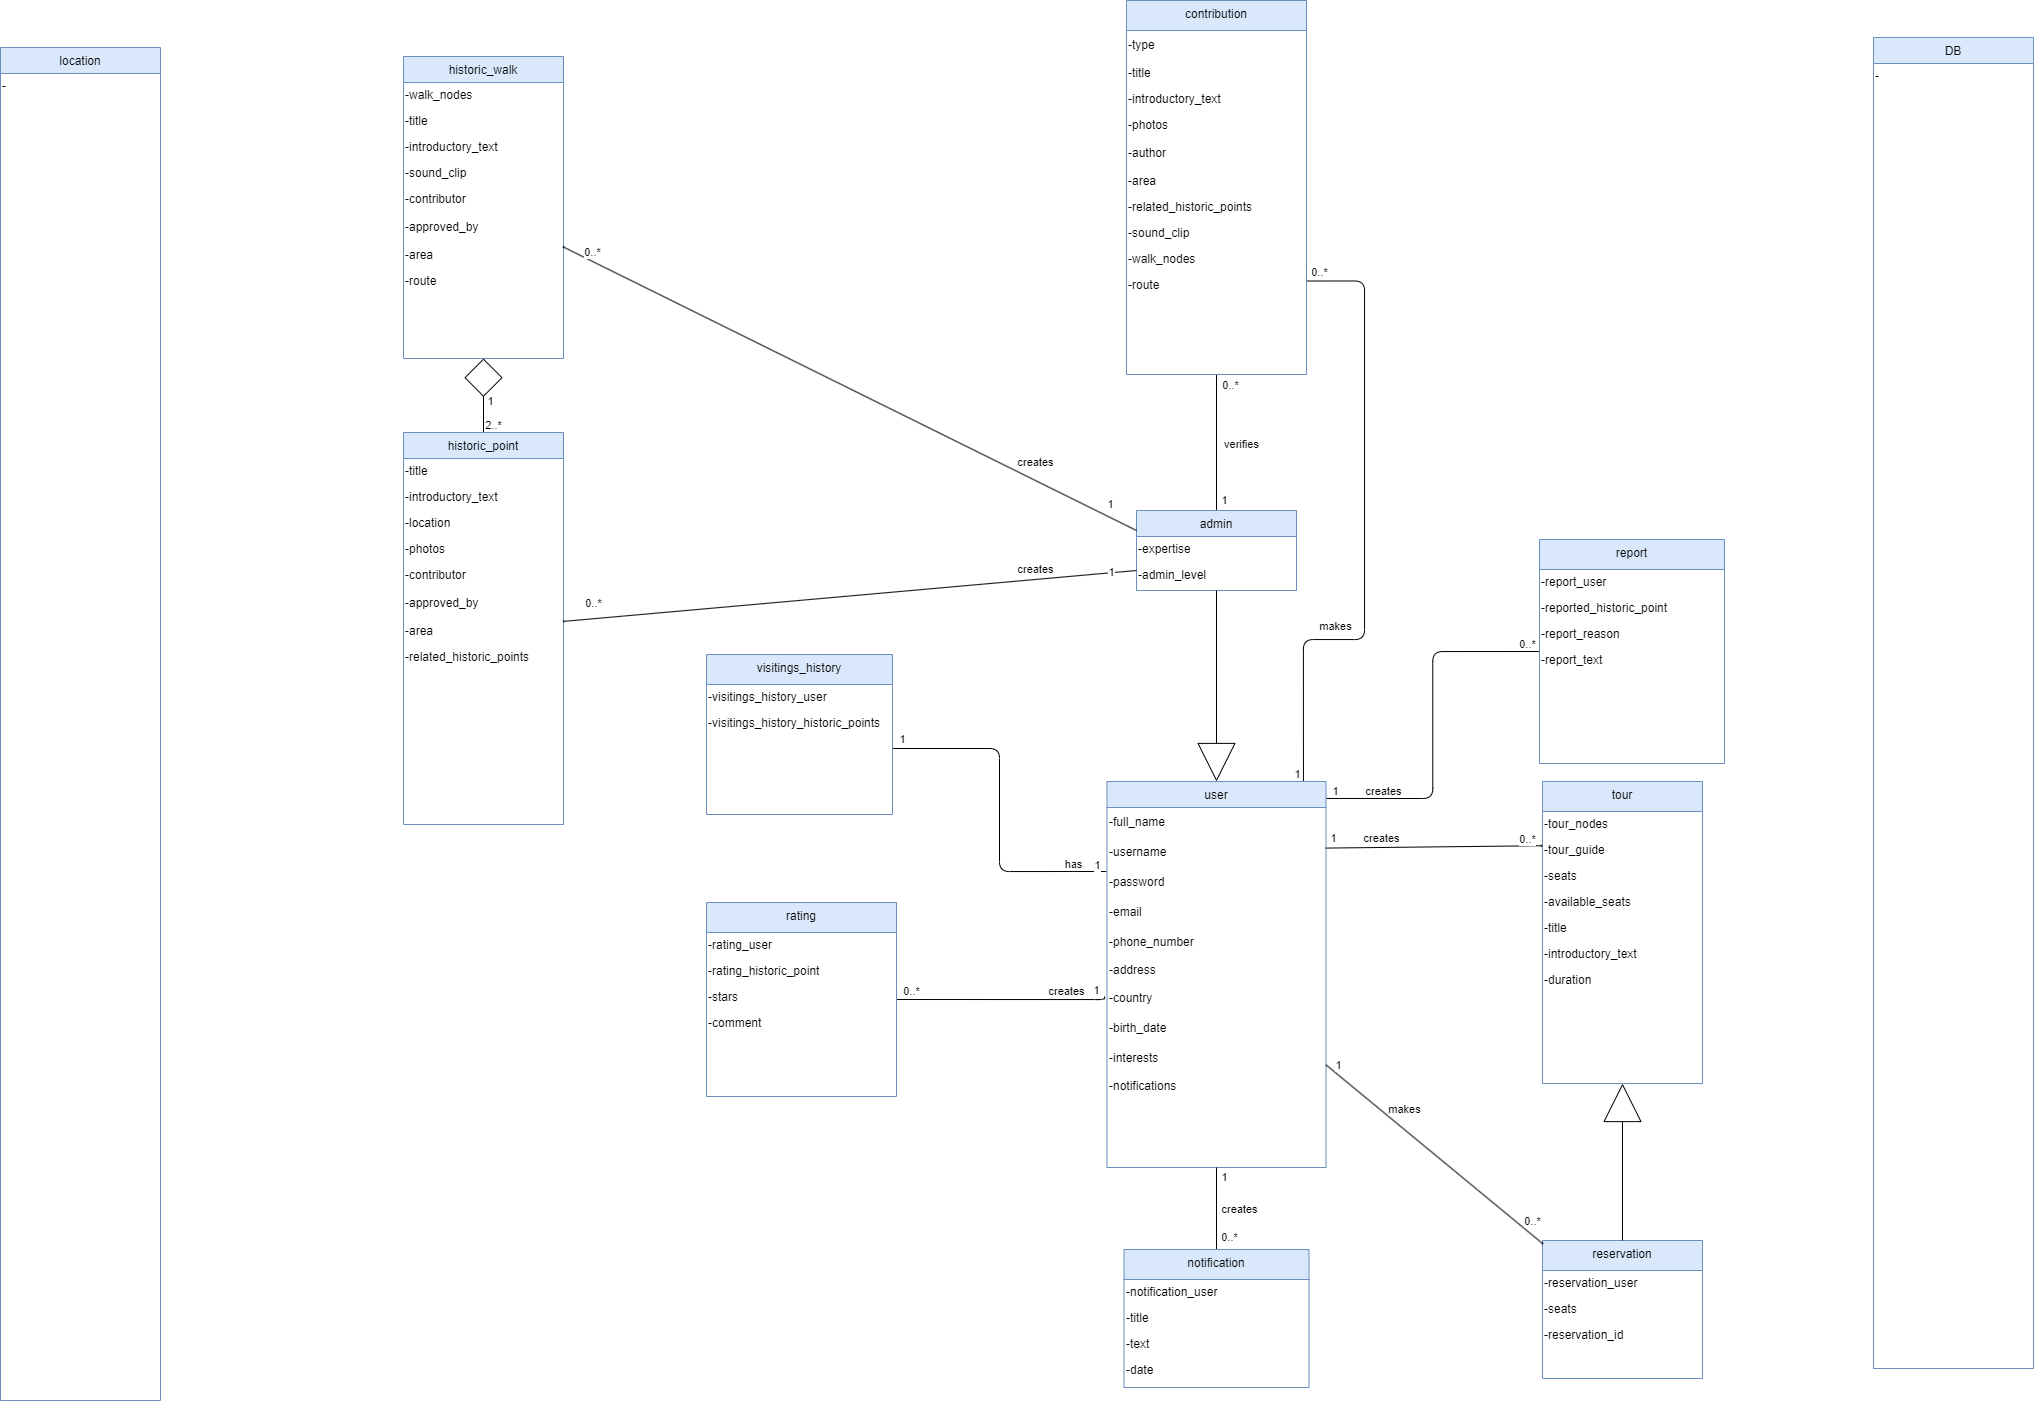 location
-
historic_walk
-walk_nodes
-title
-introductory_text
-sound_clip
-contributor
-approved_by
-area
-route
0..*
1
2..*
historic_point
-title
-introductory_text
-location
-photos
-contributor
-approved_by
-area
-related_historic_points
0..*
creates
1
creates
1
contribution
-type
-title
-introductory_text
-photos
-author
-area
-related_historic_points
-sound_clip
-walk_nodes
-route
0..*
0..*
verifies
1
admin
-expertise
-admin_level
makes
1
visitings_history
-visitings_history_user
-visitings_history_historic_points
1
has
1
rating
-rating_user
-rating_historic_point
-stars
-comment
0..*
creates
1
user
-full_name
-username
-password
-email
-phone_number
-address
-country
-birth_date
-interests
-notifications
1
creates
0..*
notification
-notification_user
-title
-text
-date
1
creates
0..*
report
-report_user
-reported_historic_point
-report_reason
-report_text
1
creates
0..*
tour
-tour_nodes
-tour_guide
-seats
-available_seats
-title
-introductory_text
-duration
1
makes
0..*
reservation
-reservation_user
-seats
-reservation_id
DB
-